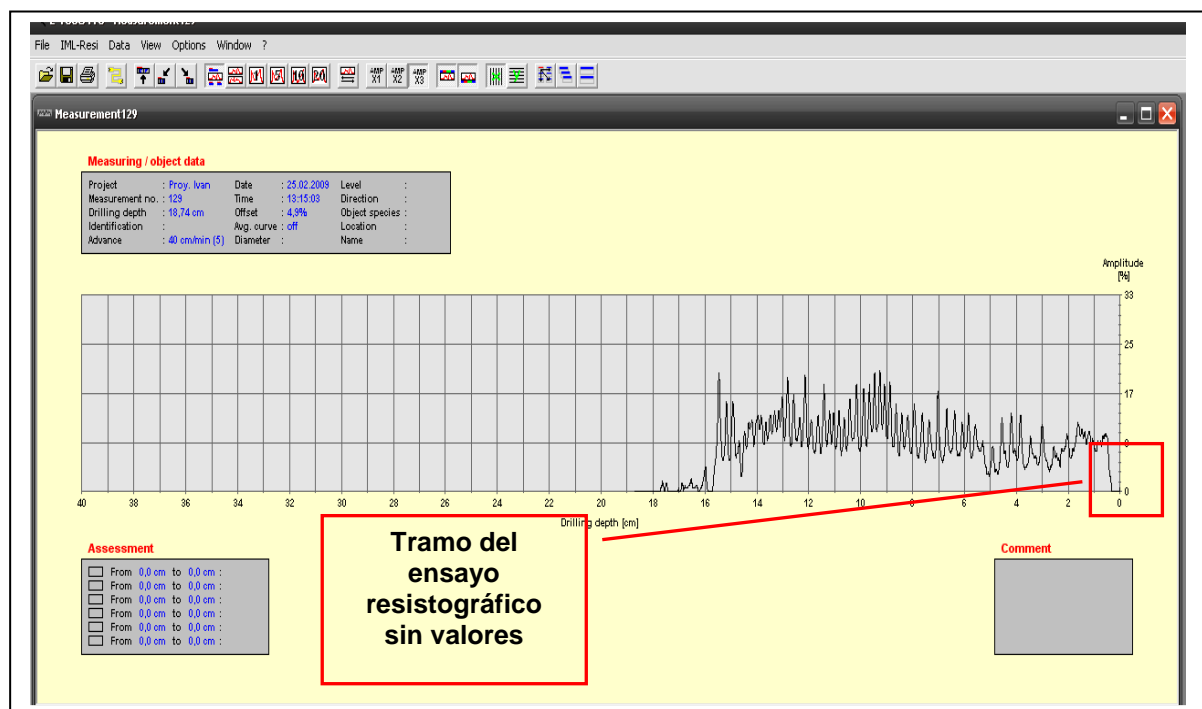 File IML-Resi Data View Options Window ?
AMP X1 AMP X2 AMP X3
Measurement129
Measuring / object data
Project : Proy. Ivan Date : 25.02.2009 Level :
Measurement no. : 129 Time : 13:15:03 Direction :
Drilling depth : 18,74 cm Offset : 4,9% Object species :
Identification : Avg. curve : off Location :
Advance : 40 cm/min (5) Diameter : Name :
Amplitude
[%]
33
25
17
8
0
40 38 36 34 32 30 28 26 24 22 20 18 16 14 12 10 8 6 4 2 0
Drilling depth [cm]
Tramo del
ensayo
resistográfico
sin valores
Assessment
From 0,0 cm to 0,0 cm :
From 0,0 cm to 0,0 cm :
From 0,0 cm to 0,0 cm :
From 0,0 cm to 0,0 cm :
From 0,0 cm to 0,0 cm :
From 0,0 cm to 0,0 cm :
Comment